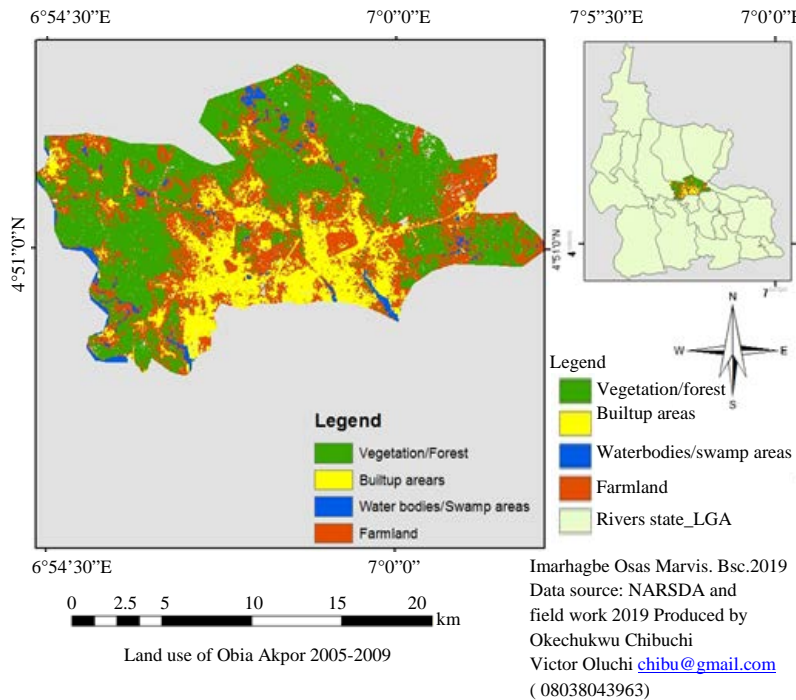 6°54’30”E
7°0’0”E
7°5”30”E
7°0’0”E
4°51”0”N
4°51’0”N
4
7
N
W
E
S
Legend
Vegetation/Forest
Builtup arears
Water bodies/Swamp areas
Farmland
Legend
Vegetation/forest
Builtup areas
Waterbodies/swamp areas
Farmland
Rivers state_LGA
6°54’30”E
7°0’0”E
0 2.5 5 10 15 20
km
Land use of Obia Akpor 2005-2009
Imarhagbe Osas Marvis. Bsc.2019
Data source: NARSDA and
field work 2019 Produced by
Okechukwu Chibuchi
Victor Oluchi chibu@gmail.com
( 08038043963)